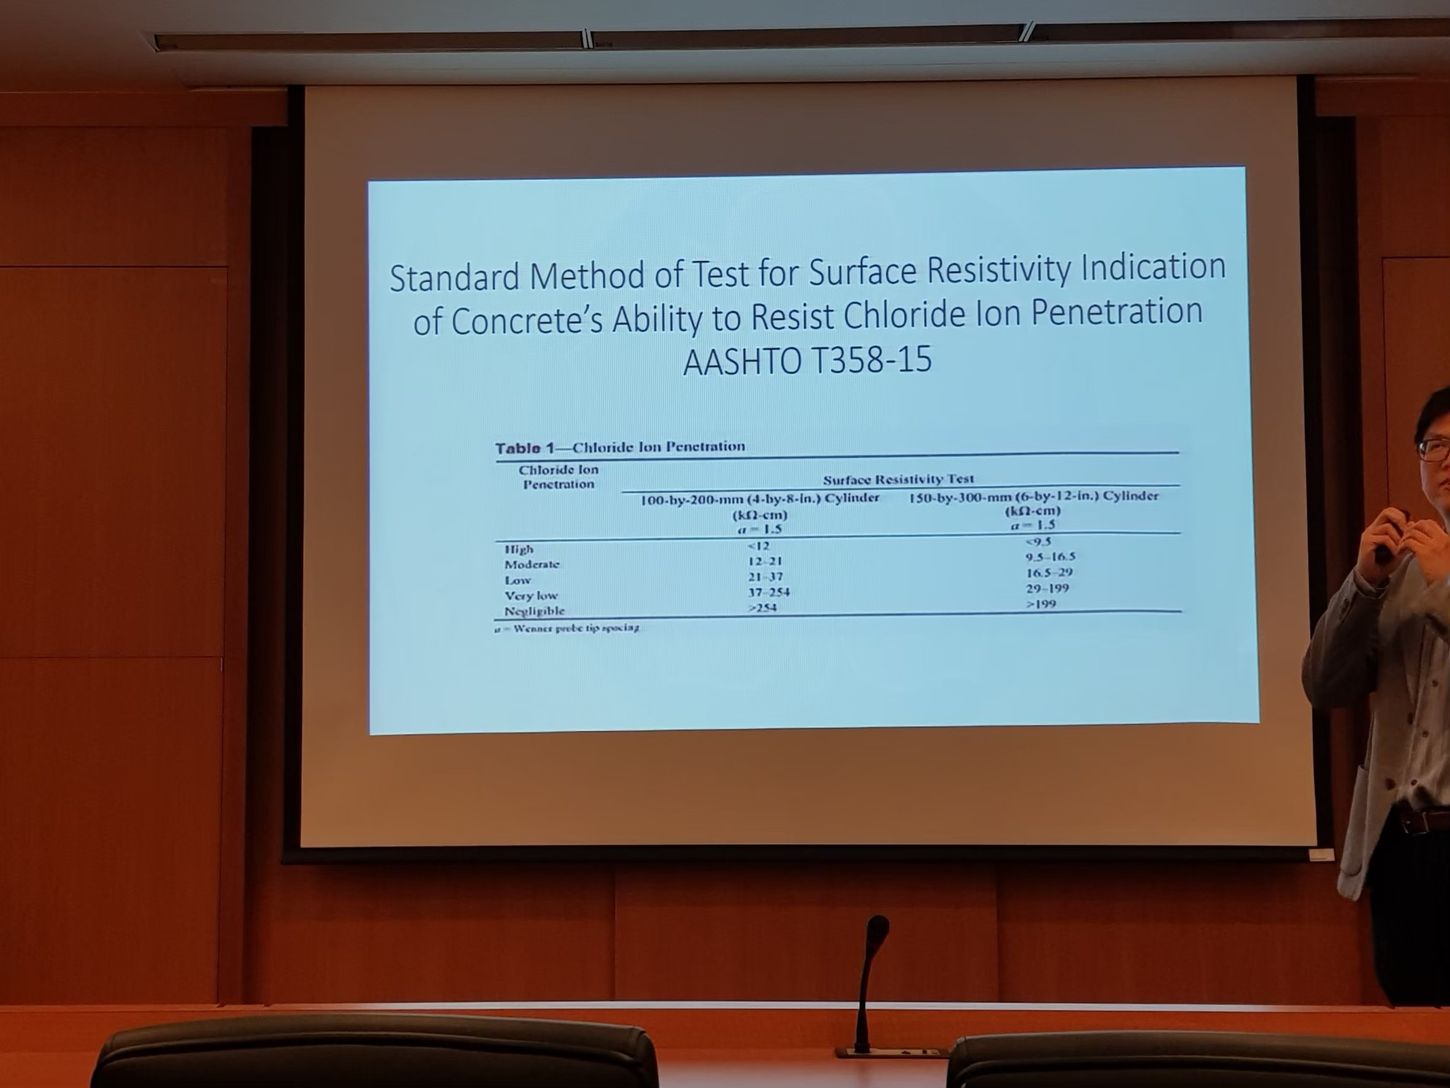 Standard Method of Test for Surface Resistivity Indication
of Concrete's Ability to Resist Chloride Ion Penetration
AASHTO T358-15
Table 1—Chloride Ion Penetration
Chloride Ion
Penetration
Surface Resistivity Test
100-by-200-mm (4-by-8-in.) Cylinder 150-by-300-mm (6-by-12-in.) Cylinder
(kΩ-cm) (kΩ-cm)
a = 1.5 a = 1.5
High <12 <9.5
Moderate 12–21 9.5–16.5
Low 21–37 16.5–29
Very low 37–254 29–199
Negligible >254 >199
a = Wenner probe tip spacing